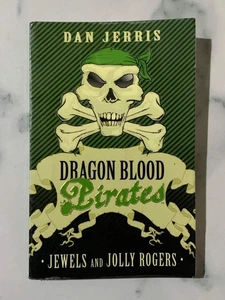 DAN JERRIS
DRAGON BLOOD
Pirates
· JEWELS AND JOLLY ROGERS ·